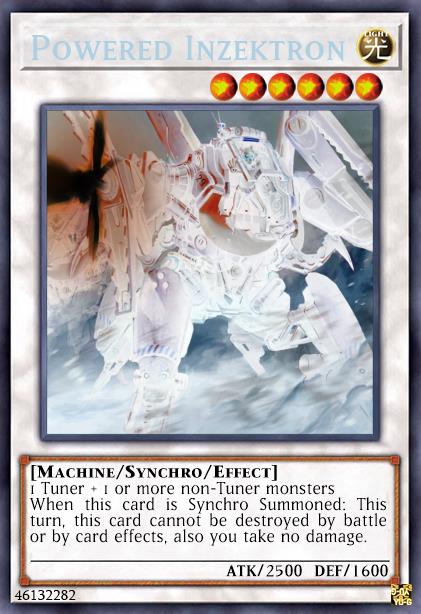 Powered Inzektron
LIGHT
光
[Machine/Synchro/Effect]
1 Tuner + 1 or more non-Tuner monsters
When this card is Synchro Summoned: This
turn, this card cannot be destroyed by battle
or by card effects, also you take no damage.
ATK/2500 DEF/1600
46132282